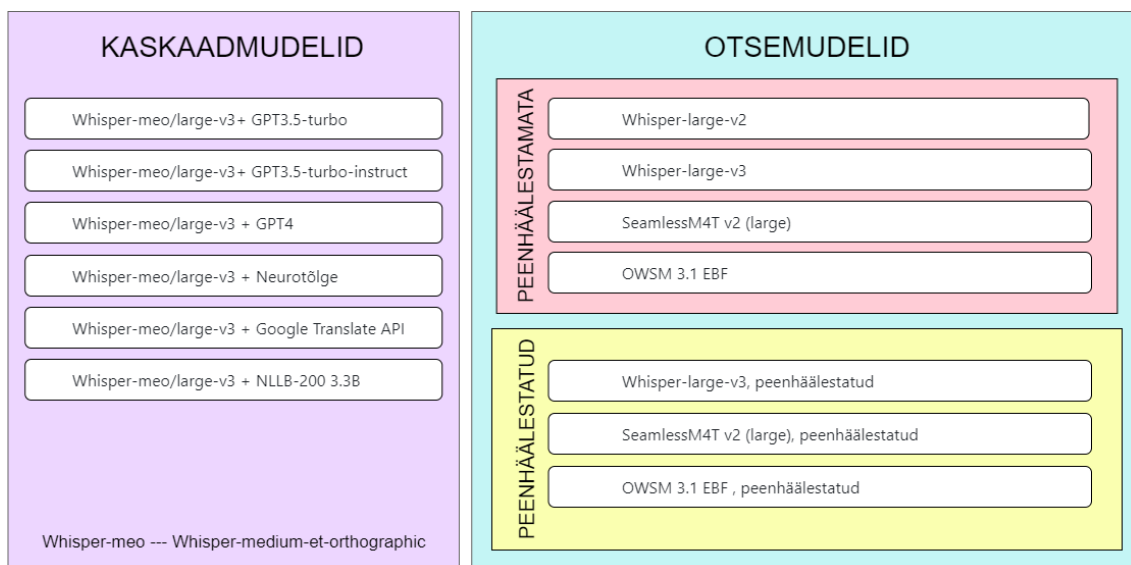 KASKAADMUDELID
Whisper-meo/large-v3+ GPT3.5-turbo
Whisper-meo/large-v3+ GPT3.5-turbo-instruct
Whisper-meo/large-v3 + GPT4
Whisper-meo/large-v3 + Neurotõlge
Whisper-meo/large-v3 + Google Translate API
Whisper-meo/large-v3 + NLLB-200 3.3B
Whisper-meo --- Whisper-medium-et-orthographic
OTSEMUDELID
PEENHÄÄLESTAMATA
Whisper-large-v2
Whisper-large-v3
SeamlessM4T v2 (large)
OWSM 3.1 EBF
PEENHÄÄLESTATUD
Whisper-large-v3, peenhäälestatud
SeamlessM4T v2 (large), peenhäälestatud
OWSM 3.1 EBF , peenhäälestatud